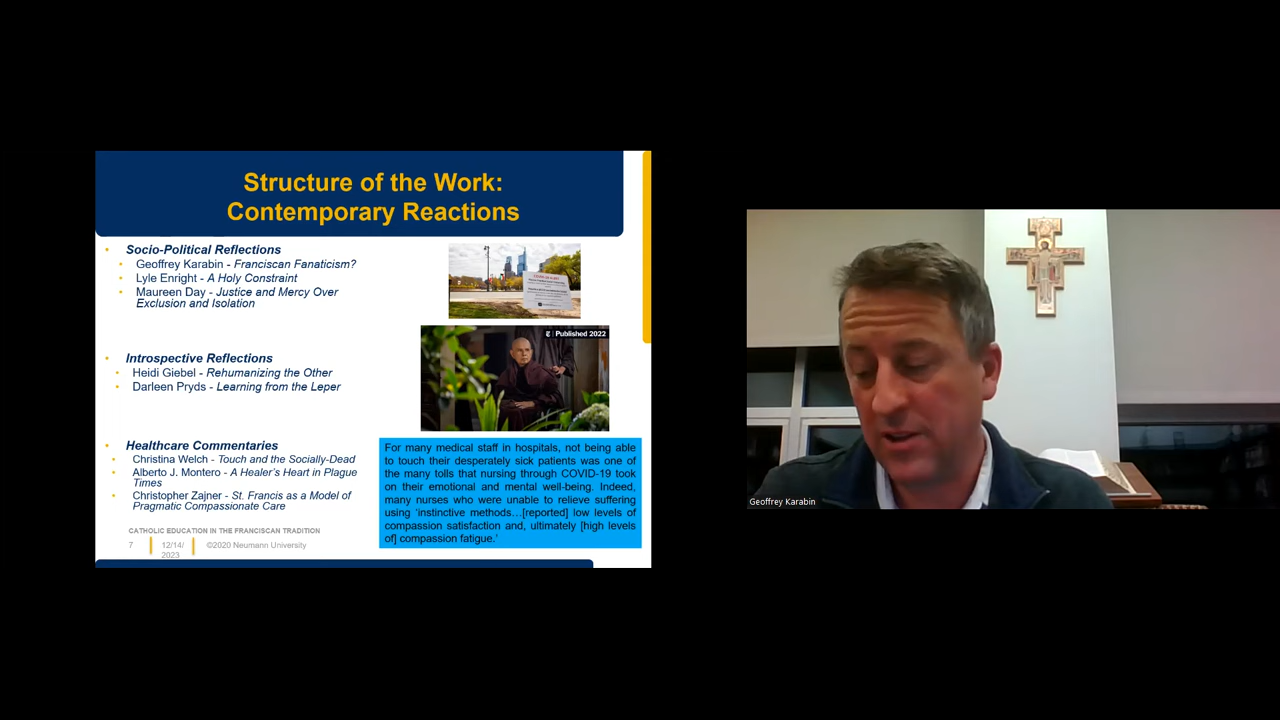 Structure of the Work:
Contemporary Reactions
• Socio-Political Reflections
• Geoffrey Karabin - Franciscan Fanaticism?
• Lyle Enright - A Holy Constraint
• Maureen Day - Justice and Mercy Over
Exclusion and Isolation
• Introspective Reflections
• Heidi Giebel - Rehumanizing the Other
• Darleen Pryds - Learning from the Leper
• Healthcare Commentaries
• Christina Welch - Touch and the Socially-Dead
• Alberto J. Montero - A Healer's Heart in Plague
Times
• Christopher Zajner - St. Francis as a Model of
Pragmatic Compassionate Care
Published 2022
For many medical staff in hospitals, not being able
to touch their desperately sick patients was one of
the many tolls that nursing through COVID-19 took
on their emotional and mental well-being. Indeed,
many nurses who were unable to relieve suffering
using 'instinctive methods…[reported] low levels of
compassion satisfaction and, ultimately [high levels
of] compassion fatigue.'
CATHOLIC EDUCATION IN THE FRANCISCAN TRADITION
7
12/14/
2023
©2020 Neumann University
Geoffrey Karabin